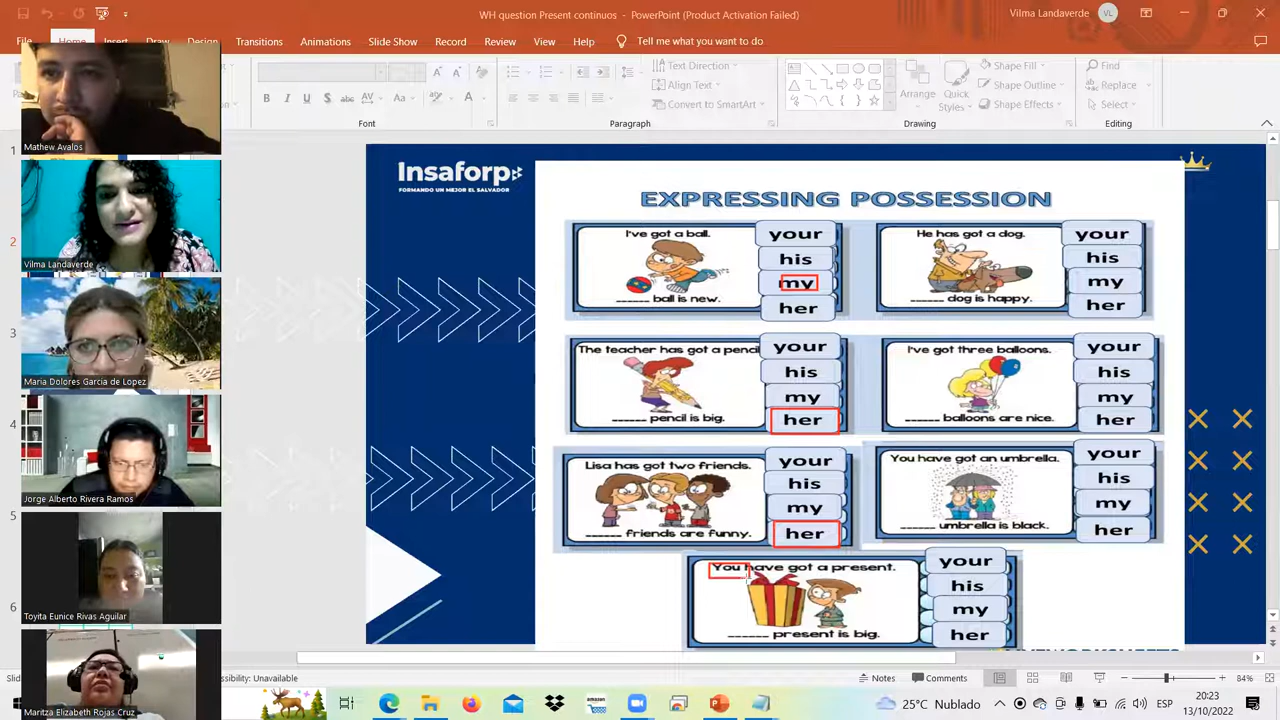 WH question Present continuos - PowerPoint (Product Activation Failed)
Vilma Landaverde
VL
Home
Insert
Design
Transitions
Animations
Slide Show
Record
Review
View
Help
Tell me what you want to do
Text Direction
Align Text
Convert to SmartArt
Arrange
Quick Styles
Shape Fill
Shape Outline
Shape Effects
Find
Replace
Select
Font
Paragraph
Drawing
Editing
Mathew Avalos
Vilma Landaverde
Maria Dolores Garcia de Lopez
Jorge Alberto Rivera Ramos
Toyita Eunice Rivas Aguilar
Maritza Elizabeth Rojas Cruz
1
2
3
4
5
6
Insaforp
FORMANDO UN MEJOR EL SALVADOR
EXPRESSING POSSESSION
I've got a ball.
______ ball is new.
your
his
my
her
He has got a dog.
______ dog is happy.
your
his
my
her
The teacher has got a pencil
______ pencil is big.
your
his
my
her
I've got three balloons.
______ balloons are nice.
your
his
my
her
Lisa has got two friends.
______ friends are funny.
your
his
my
her
You have got an umbrella.
______ umbrella is black.
your
his
my
her
You have got a present.
______ present is big.
your
his
my
her
Accessibility: Unavailable
Notes
Comments
84%
25°C Nublado
ESP
20:23
13/10/2022